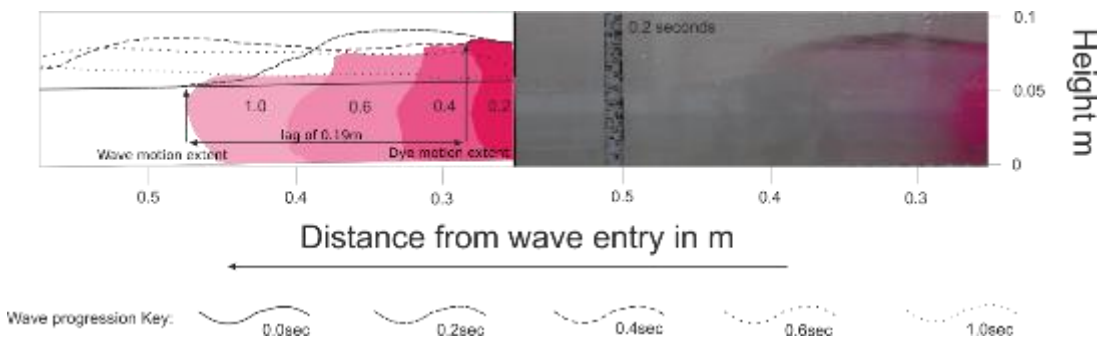 0.2 seconds
0.1
1.0
0.6
0.4
0.2
0.05
lag of 0.19m
Wave motion extent
Dye motion extent
0
0.5
0.4
0.3
0.5
0.4
0.3
Height m
Distance from wave entry in m
Wave progression Key:
0.0sec
0.2sec
0.4sec
0.6sec
1.0sec